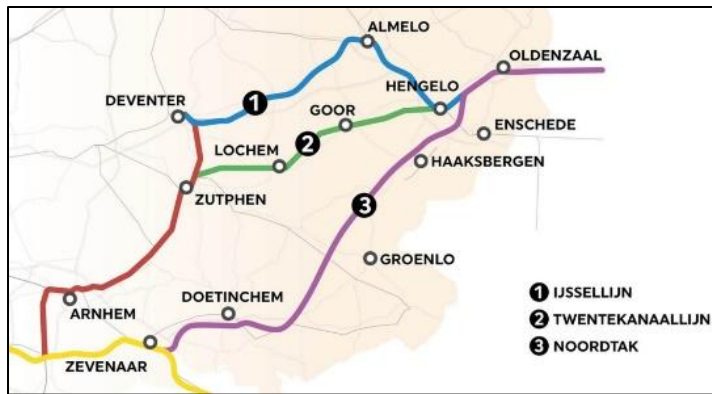 ALMELO
OLDENZAAL
HENGELO
DEVENTER
1
GOOR
ENSCHEDE
2
LOCHEM
HAAKSBERGEN
ZUTPHEN
3
GROENLO
DOETINCHEM
1 IJSSELLIJN
ARNHEM
2 TWENTEKANAALLIJN
3 NOORDTAK
ZEVENAAR